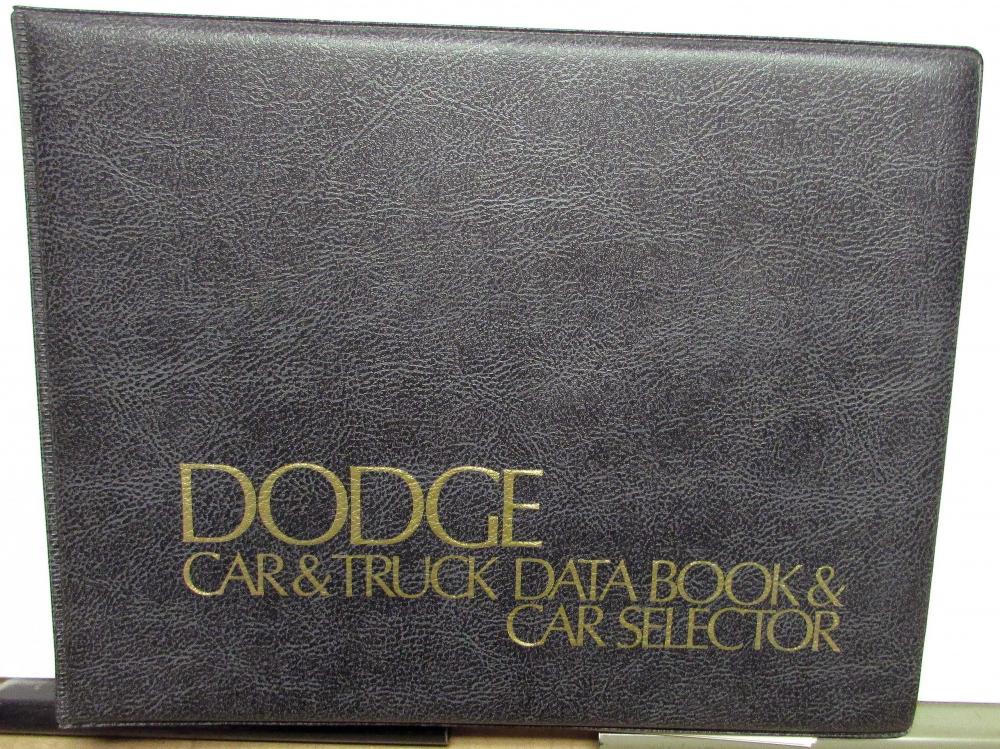 DODGE
CAR & TRUCK DATA BOOK &
CAR SELECTOR